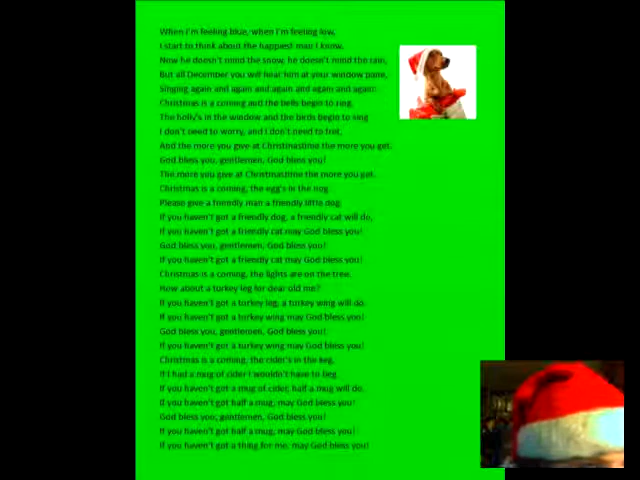 When I'm feeling blue, when I'm feeling low,
I start to think about the happiest man I know.
Now he doesn't mind the snow, he doesn't mind the rain,
But all December you will hear him at your window pane,
Singing again and again and again and again and again:
Christmas is a coming and the bells begin to ring
The holly's in the window and the birds begin to sing
I don't need to worry, and I don't need to fret,
And the more you give at Christmastime the more you get.
God bless you, gentlemen, God bless you!
The more you give at Christmastime the more you get.
Christmas is a coming, the egg's in the nog
Please give a friendly man a friendly little dog
If you haven't got a friendly dog, a friendly cat will do,
If you haven't got a friendly cat may God bless you!
God bless you, gentlemen, God bless you!
If you haven't got a friendly cat may God bless you!
Christmas is a coming, the lights are on the tree,
How about a turkey leg for dear old me?
If you haven't got a turkey leg, a turkey wing will do.
If you haven't got a turkey wing may God bless you!
God bless you, gentlemen, God bless you!
If you haven't got a turkey wing may God bless you!
Christmas is a coming, the cider's in the keg,
If I had a mug of cider I wouldn't have to beg.
If you haven't got a mug of cider, half a mug will do.
If you haven't got half a mug, may God bless you!
God bless you, gentlemen, God bless you!
If you haven't got half a mug, may God bless you!
If you haven't got a thing for me, may God bless you!